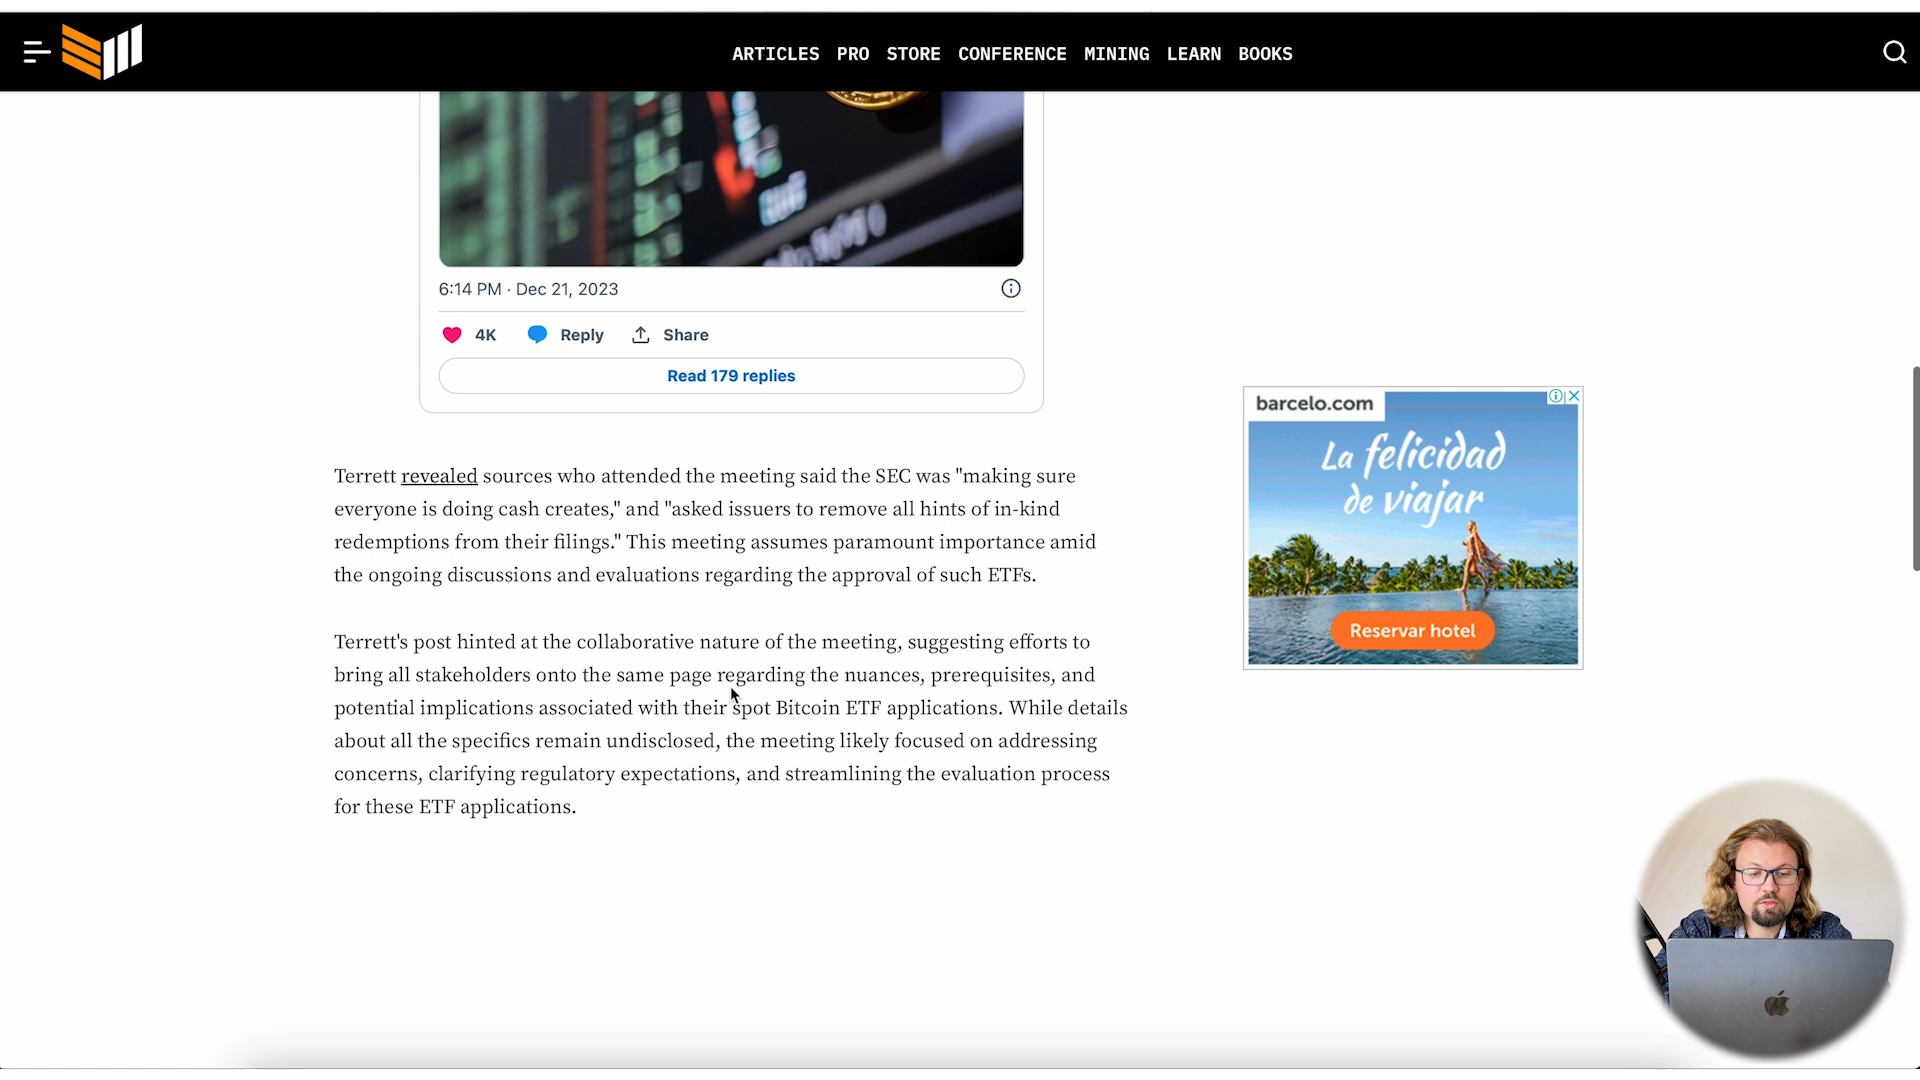 ARTICLES PRO STORE CONFERENCE MINING LEARN BOOKS
6:14 PM · Dec 21, 2023
4K Reply Share
Read 179 replies
Terrett revealed sources who attended the meeting said the SEC was "making sure
everyone is doing cash creates," and "asked issuers to remove all hints of in-kind
redemptions from their filings." This meeting assumes paramount importance amid
the ongoing discussions and evaluations regarding the approval of such ETFs.
Terrett's post hinted at the collaborative nature of the meeting, suggesting efforts to
bring all stakeholders onto the same page regarding the nuances, prerequisites, and
potential implications associated with their spot Bitcoin ETF applications. While details
about all the specifics remain undisclosed, the meeting likely focused on addressing
concerns, clarifying regulatory expectations, and streamlining the evaluation process
for these ETF applications.
barcelo.com
La felicidad
de viajar
Reservar hotel